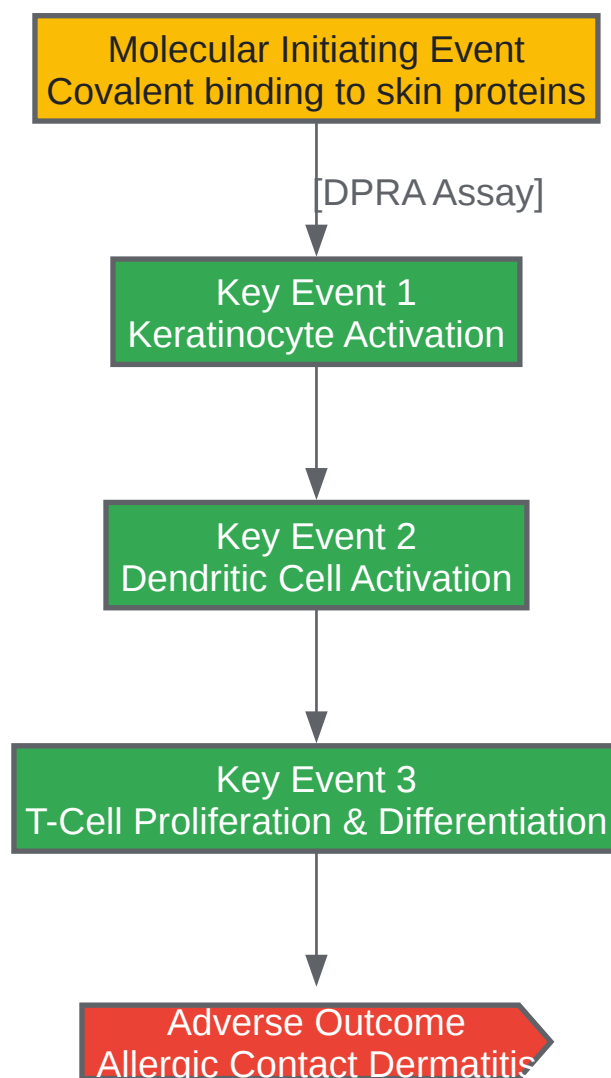 Molecular Initiating Event
Covalent binding to skin proteins
[DPRA Assay]
Key Event 1
Keratinocyte Activation
Key Event 2
Dendritic Cell Activation
Key Event 3
T-Cell Proliferation & Differentiation
Adverse Outcome
Allergic Contact Dermatitis